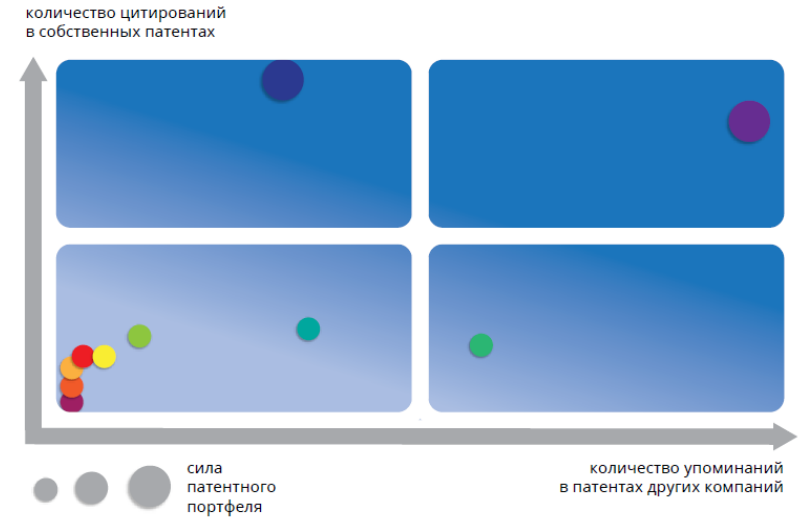 количество цитирований
в собственных патентах
сила
патентного
портфеля
количество упоминаний
в патентах других компаний